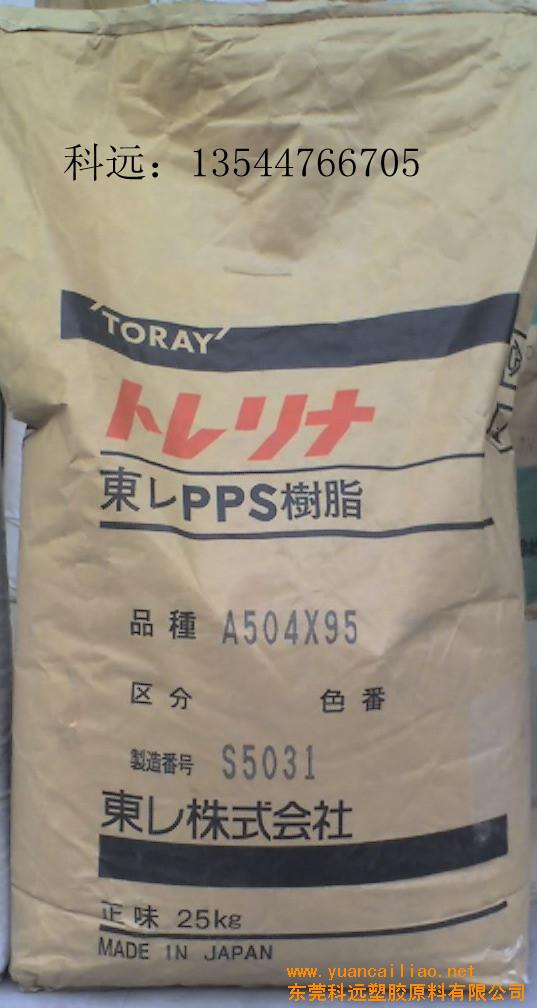 科远：13544766705
TORAY
トレリナ
東レPPS樹脂
品種 A504X95
区分 色番
製造番号 S5031
東レ株式会社
正味 25kg
MADE IN JAPAN
www.yuancailiao.net
东莞科远塑胶原料有限公司